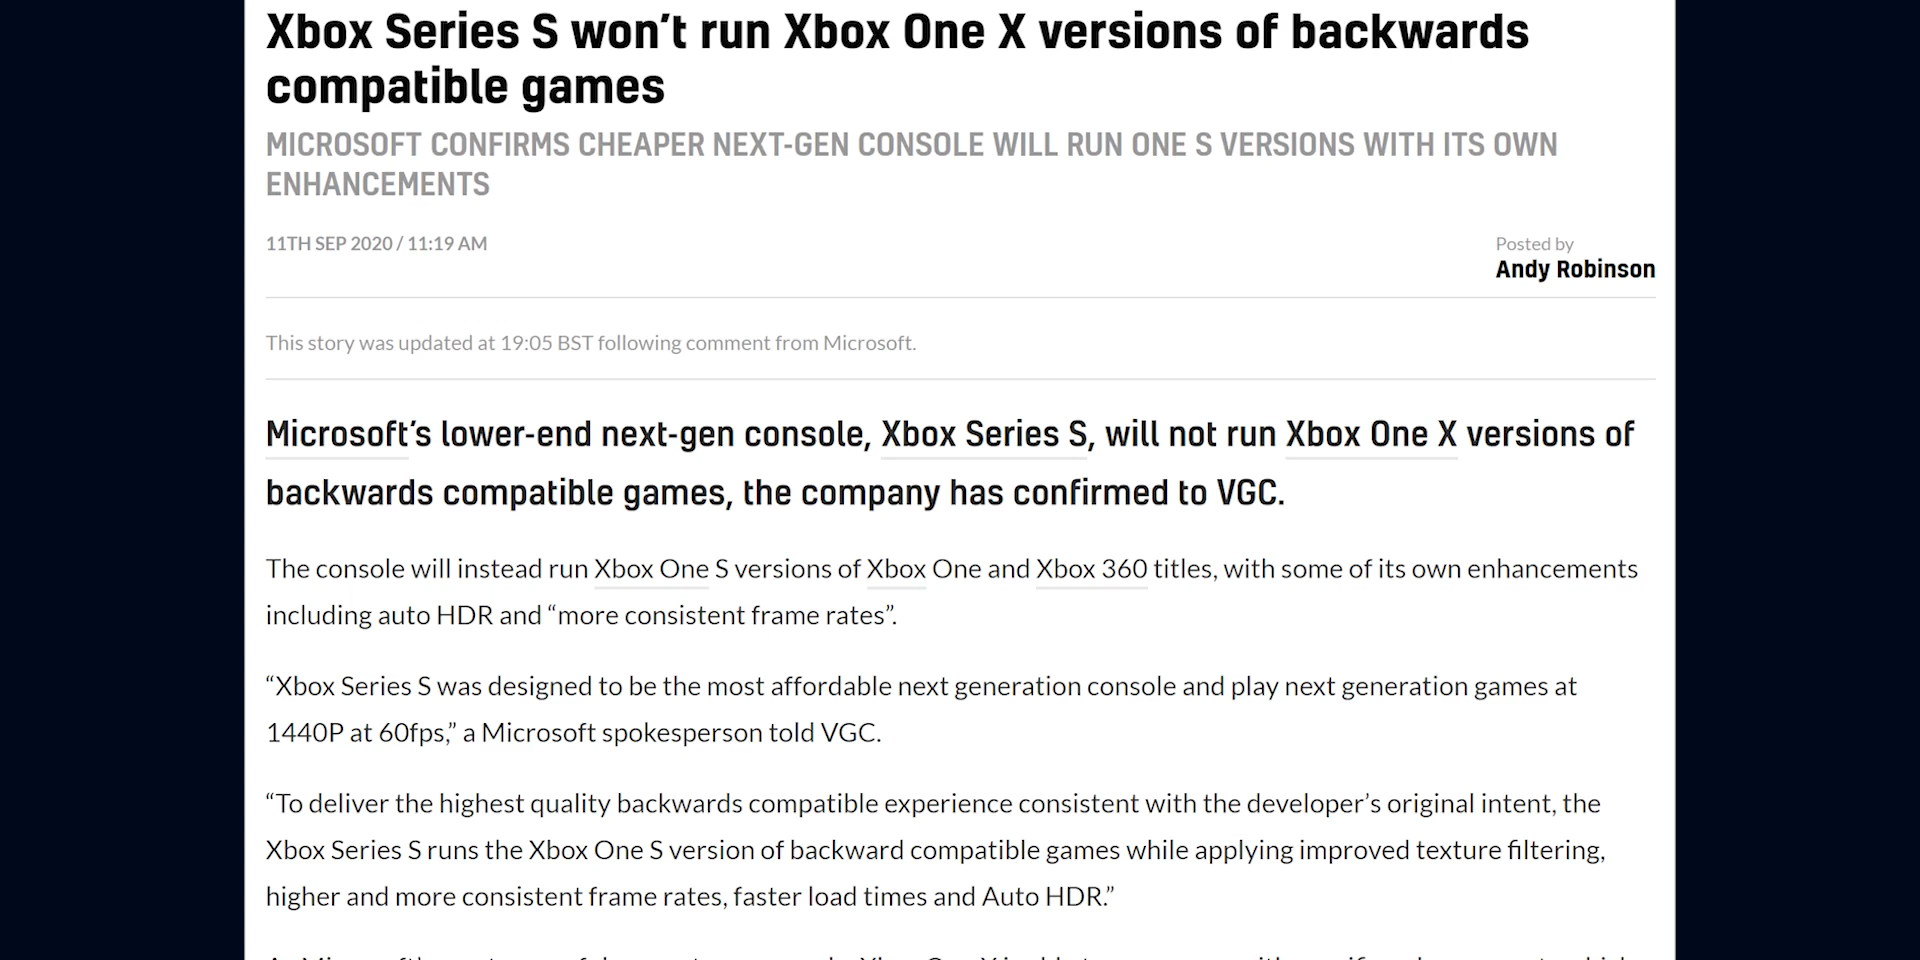 Xbox Series S won’t run Xbox One X versions of backwards
compatible games
MICROSOFT CONFIRMS CHEAPER NEXT-GEN CONSOLE WILL RUN ONE S VERSIONS WITH ITS OWN
ENHANCEMENTS
11TH SEP 2020 / 11:19 AM
Posted by
Andy Robinson
This story was updated at 19:05 BST following comment from Microsoft.
Microsoft’s lower-end next-gen console, Xbox Series S, will not run Xbox One X versions of
backwards compatible games, the company has confirmed to VGC.
The console will instead run Xbox One S versions of Xbox One and Xbox 360 titles, with some of its own enhancements
including auto HDR and “more consistent frame rates”.
“Xbox Series S was designed to be the most affordable next generation console and play next generation games at
1440P at 60fps,” a Microsoft spokesperson told VGC.
“To deliver the highest quality backwards compatible experience consistent with the developer’s original intent, the
Xbox Series S runs the Xbox One S version of backward compatible games while applying improved texture filtering,
higher and more consistent frame rates, faster load times and Auto HDR.”